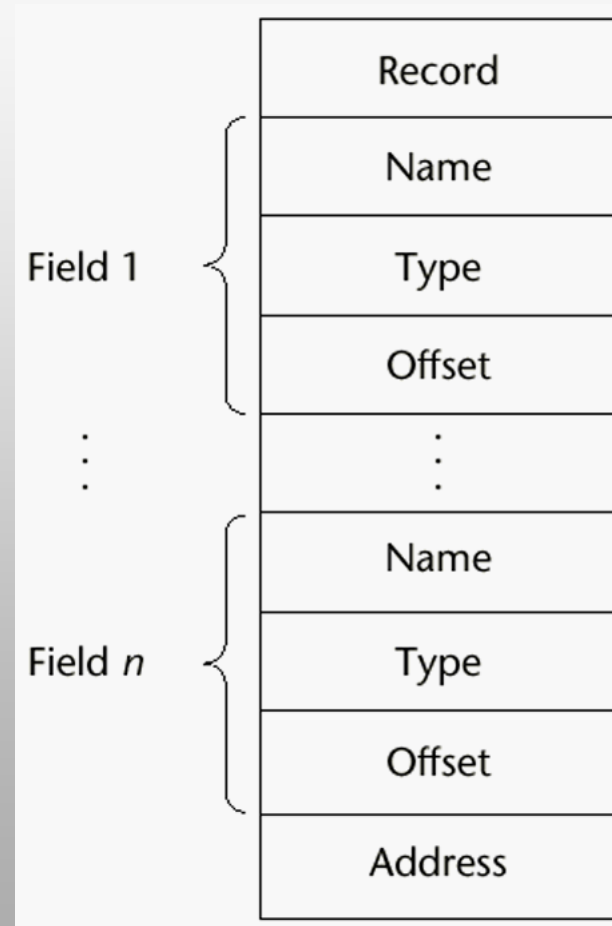 Record
Name
Field 1
Type
Offset
Name
Field n
Type
Offset
Address